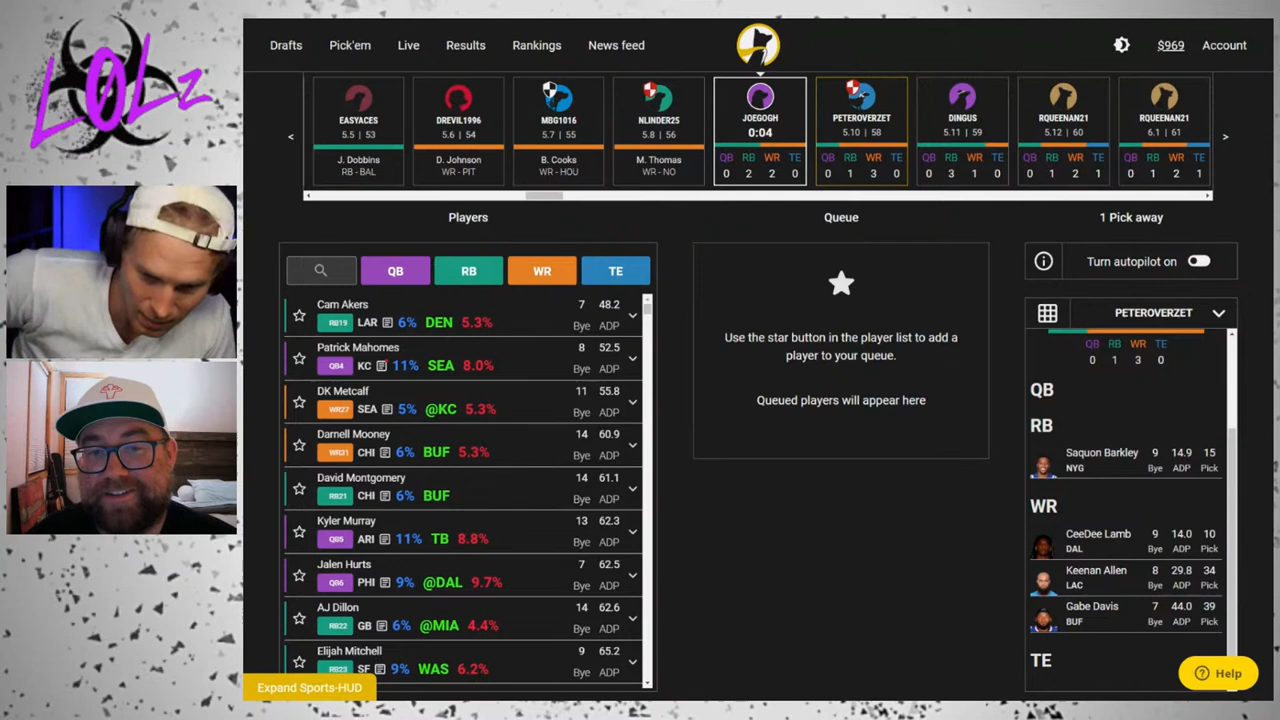 LOLz
Drafts Pick'em Live Results Rankings News feed $969 Account
EASYACES DREVIL1996 MBG1016 NLINDER25 JOEGOGH PETEROVERZET DINGUS RQUEENAN21 RQUEENAN21
5.5 | 53 5.6 | 54 5.7 | 55 5.8 | 56 0:04 5.10 | 58 5.11 | 59 5.12 | 60 6.1 | 61
J. Dobbins D. Johnson B. Cooks M. Thomas QB RB WR TE QB RB WR TE QB RB WR TE QB RB WR TE QB RB WR TE
RB - BAL WR - PIT WR - HOU WR - NO 0 2 2 0 0 1 3 0 0 3 1 0 0 1 2 1 0 1 2 1
Players Queue 1 Pick away
QB RB WR TE
Turn autopilot on
Cam Akers 7 48.2
RB19 LAR 6% DEN 5.3% Bye ADP
Patrick Mahomes 8 52.5
QB4 KC 11% SEA 8.0% Bye ADP
DK Metcalf 11 55.8
WR27 SEA 5% @KC 5.3% Bye ADP
Darnell Mooney 14 60.9
WR31 CHI 6% BUF 5.3% Bye ADP
David Montgomery 14 61.1
RB21 CHI 6% BUF Bye ADP
Kyler Murray 13 62.3
QB5 ARI 11% TB 8.8% Bye ADP
Jalen Hurts 7 62.5
QB6 PHI 9% @DAL 9.7% Bye ADP
AJ Dillon 14 62.6
RB22 GB 6% @MIA 4.4% Bye ADP
Elijah Mitchell 9 65.2
RB23 SF 9% WAS 6.2% Bye ADP
Expand Sports-HUD
Use the star button in the player list to add a
player to your queue.
Queued players will appear here
PETEROVERZET
QB RB WR TE
0 1 3 0
QB
RB
Saquon Barkley 9 14.9 15
NYG Bye ADP Pick
WR
CeeDee Lamb 9 14.0 10
DAL Bye ADP Pick
Keenan Allen 8 29.8 34
LAC Bye ADP Pick
Gabe Davis 7 44.0 39
BUF Bye ADP Pick
TE
Help